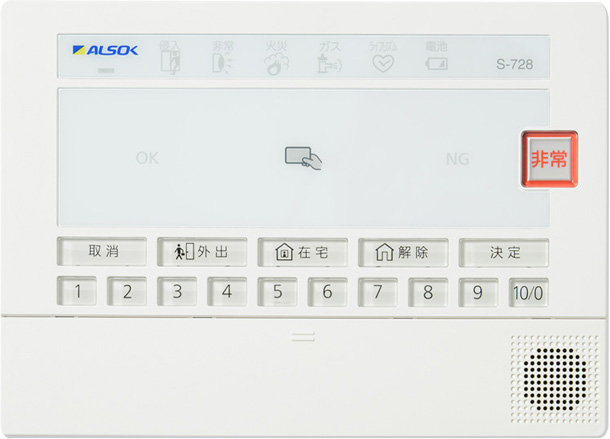 ALSOK 侵入 非常 火災 ガス ライフリズム 電池
S-728
OK NG 非常
取消 外出 在宅 解除 決定
1 2 3 4 5 6 7 8 9 10/0